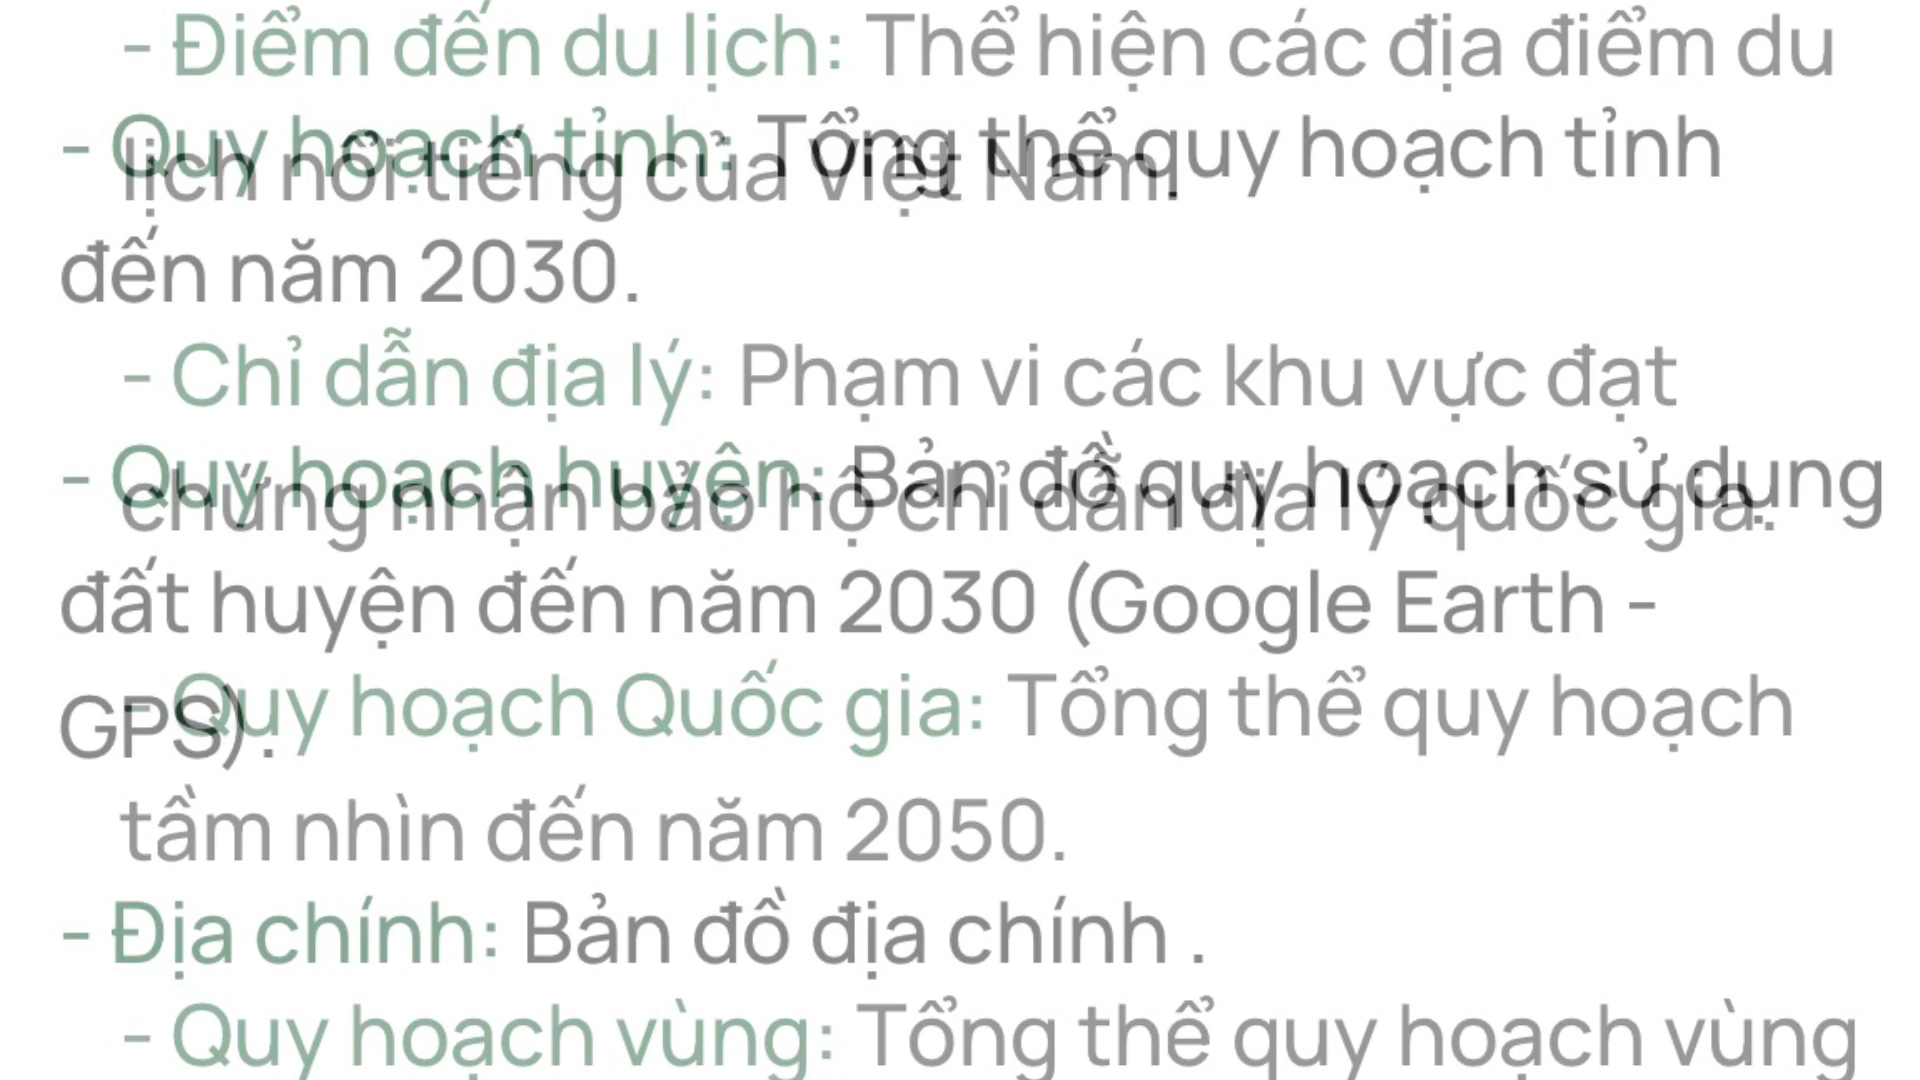 - Điểm đến du lịch: Thể hiện các địa điểm du
- Quy hoạch tỉnh: Tổng thể quy hoạch tỉnh
lịch nổi tiếng của Việt Nam.
đến năm 2030.
- Chỉ dẫn địa lý: Phạm vi các khu vực đạt
- Quy hoạch huyện: Bản đồ quy hoạch sử dụng
chứng nhận bảo hộ chỉ dẫn địa lý quốc gia.
đất huyện đến năm 2030 (Google Earth -
- Quy hoạch Quốc gia: Tổng thể quy hoạch
GPS).
tầm nhìn đến năm 2050.
- Địa chính: Bản đồ địa chính .
- Quy hoạch vùng: Tổng thể quy hoạch vùng